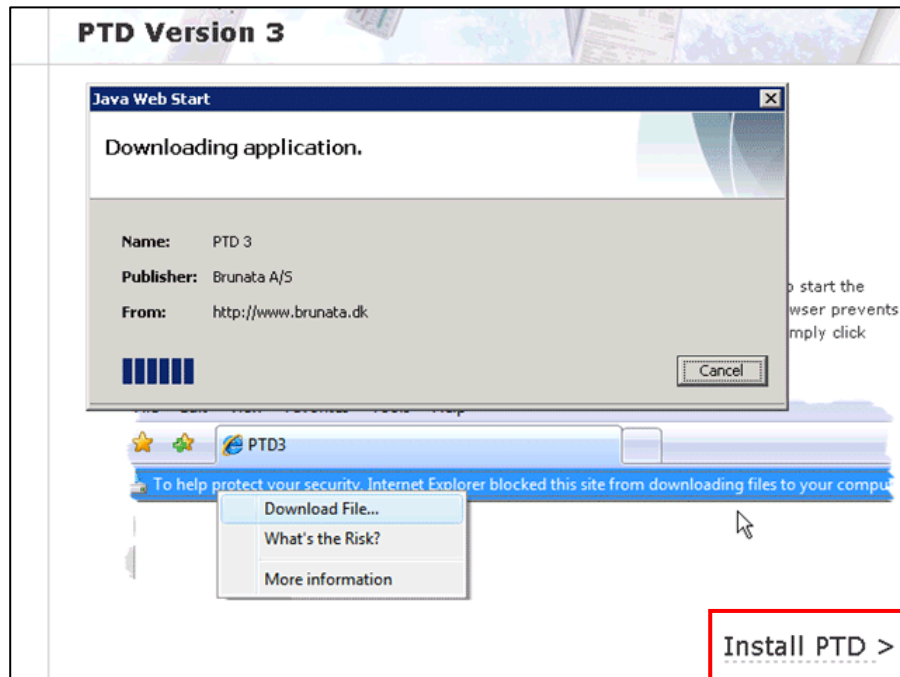 PTD Version 3
Java Web Start
Downloading application.
Name: PTD 3
Publisher: Brunata A/S
From: http://www.brunata.dk
start the
wser prevents
mply click
Cancel
Help
PTD3
To help protect your security, Internet Explorer blocked this site from downloading files to your compu
Download File...
What's the Risk?
More information
Install PTD >